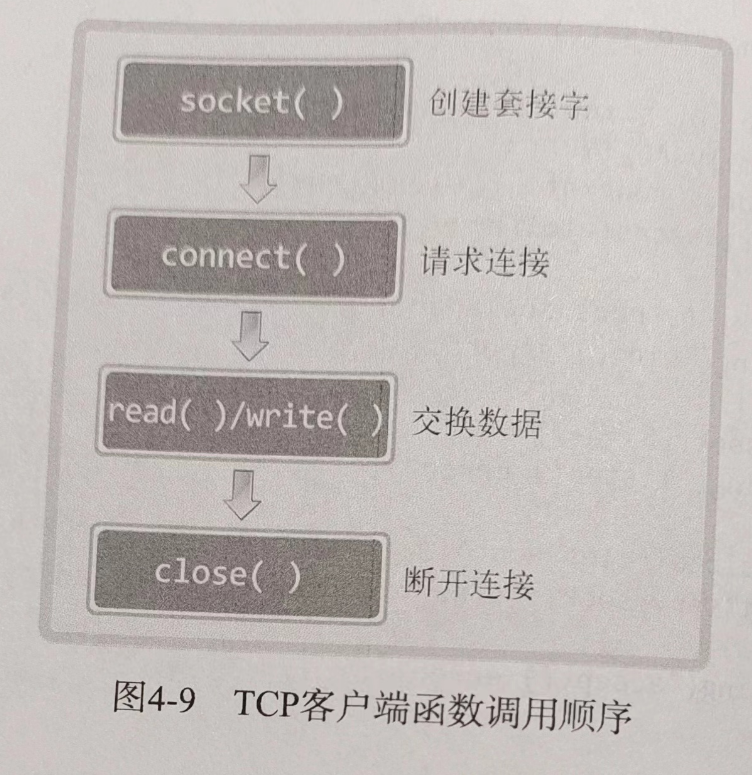 socket( ) 创建套接字
connect( ) 请求连接
read( )/write( ) 交换数据
close( ) 断开连接
图4-9 TCP客户端函数调用顺序